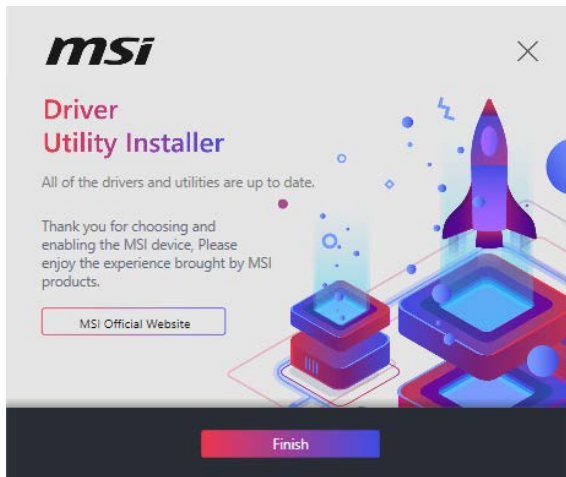 msi
Driver
Utility Installer
All of the drivers and utilities are up to date.
Thank you for choosing and
enabling the MSI device, Please
enjoy the experience brought by MSI
products.
MSI Official Website
Finish